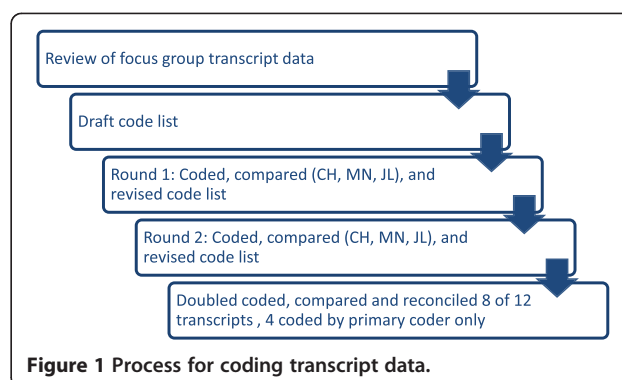 Review of focus group transcript data
Draft code list
Round 1: Coded, compared (CH, MN, JL), and
revised code list
Round 2: Coded, compared (CH, MN, JL), and
revised code list
Doubled coded, compared and reconciled 8 of 12
transcripts , 4 coded by primary coder only
Figure 1 Process for coding transcript data.